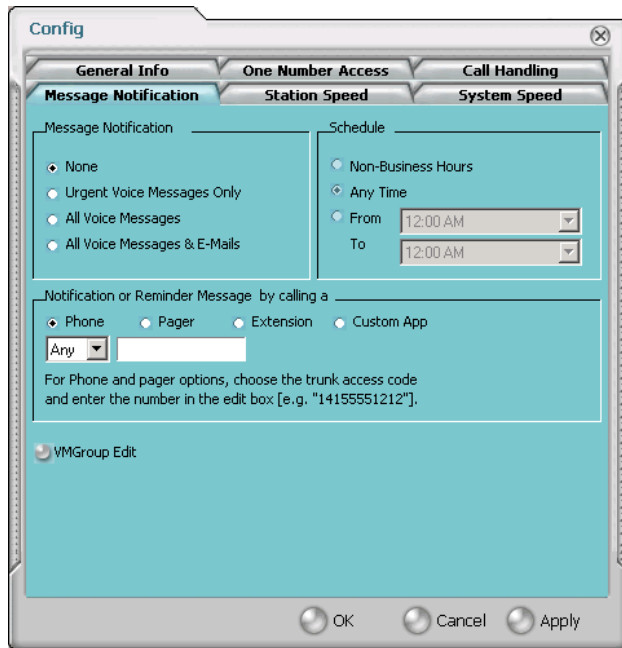 Config
General Info
One Number Access
Call Handling
Message Notification
Station Speed
System Speed
Message Notification
None
Urgent Voice Messages Only
All Voice Messages
All Voice Messages & E-Mails
Schedule
Non-Business Hours
Any Time
From 12:00 AM
To 12:00 AM
Notification or Reminder Message by calling a
Phone Pager Extension Custom App
Any
For Phone and pager options, choose the trunk access code
and enter the number in the edit box [e.g. "14155551212"].
VMGroup Edit
OK Cancel Apply